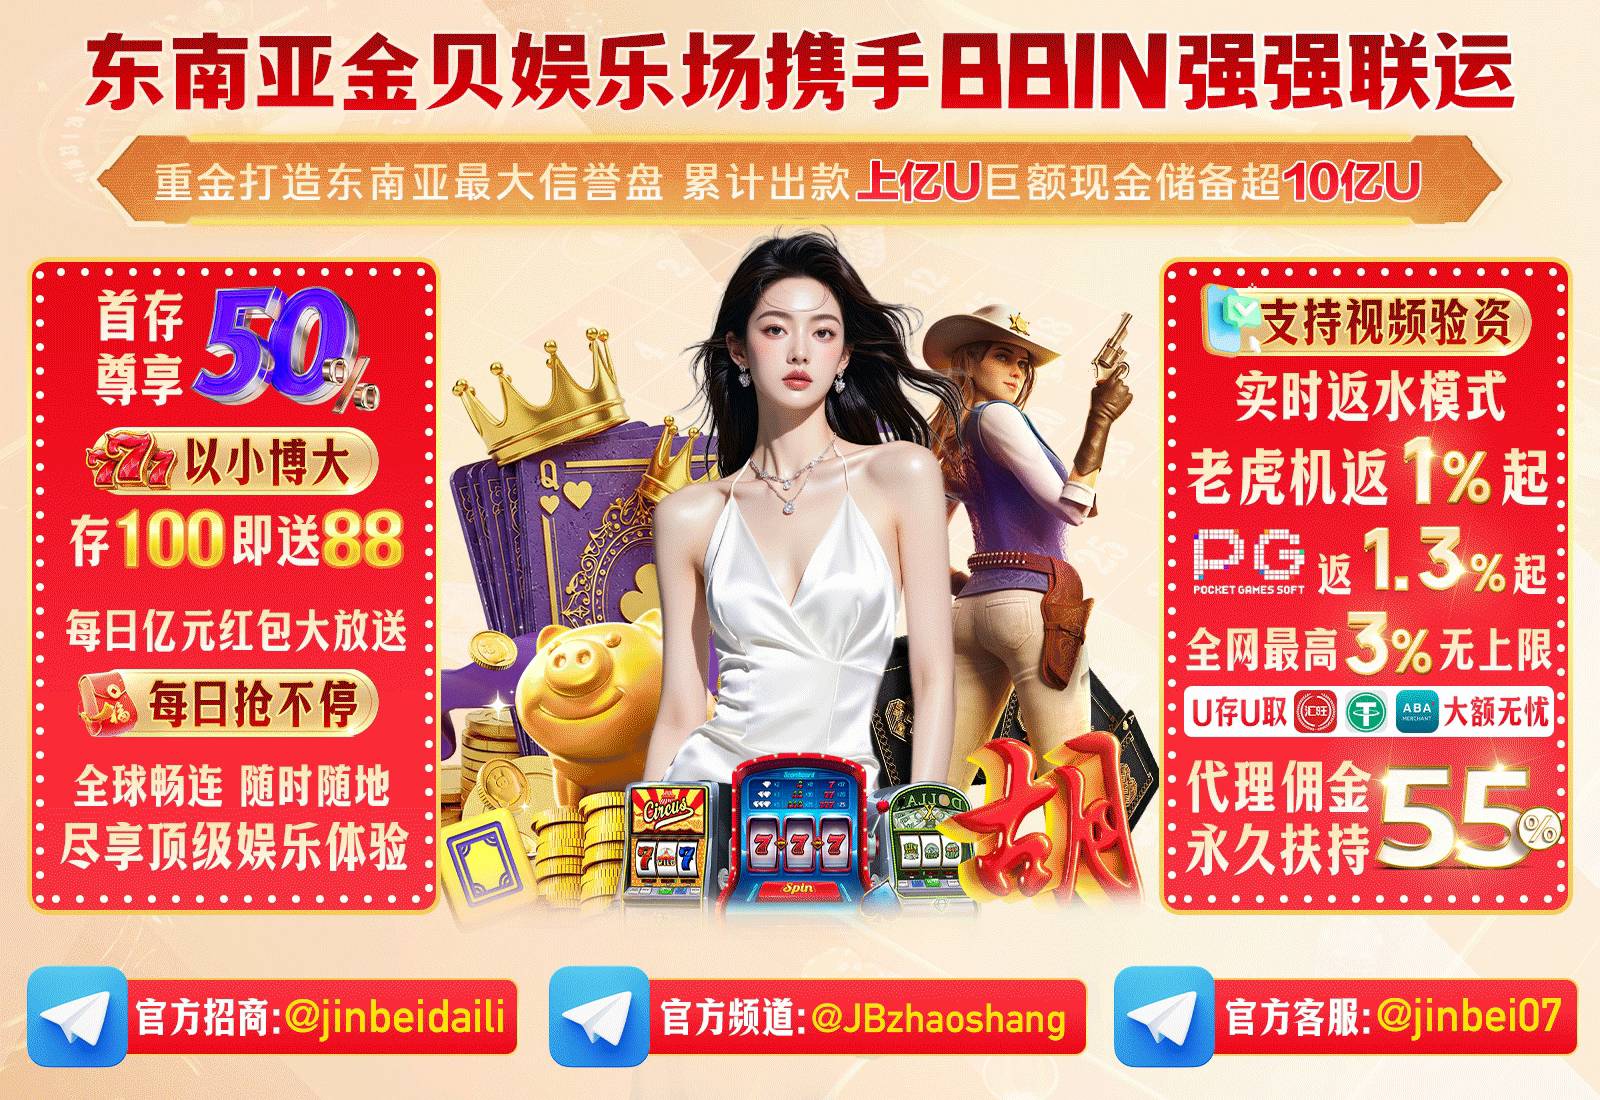 东南亚金贝娱乐场携手BBIN强强联运
重金打造东南亚最大信誉盘 累计出款上亿U巨额现金储备超10亿U
首存
尊享
50%
777
以小博大
存100即送88
每日亿元红包大放送
福
每日抢不停
全球畅连 随时随地
尽享顶级娱乐体验
Q
Circus
Scoreboard
7 7 7
Spin
DOLLAR
胡
支持视频验资
实时返水模式
老虎机返1%起
PG
POCKET GAMES SOFT
返1.3%起
全网最高3%无上限
U存U取
汇旺
ABA
MERCHANT
大额无忧
代理佣金
永久扶持
55%
官方招商:@jinbeidaili
官方频道:@JBzhaoshang
官方客服:@jinbei07